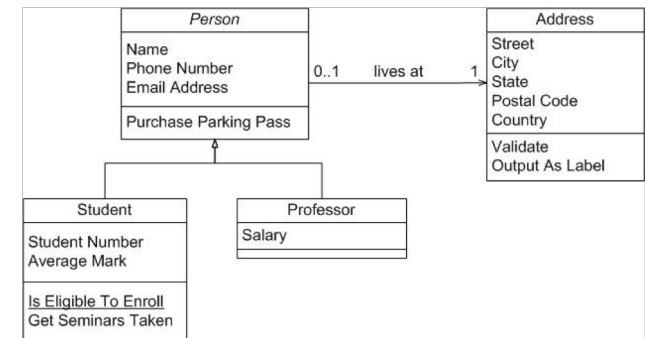 Person
Name
Phone Number
Email Address
Purchase Parking Pass
0..1 lives at 1
Address
Street
City
State
Postal Code
Country
Validate
Output As Label
Student
Student Number
Average Mark
Is Eligible To Enroll
Get Seminars Taken
Professor
Salary